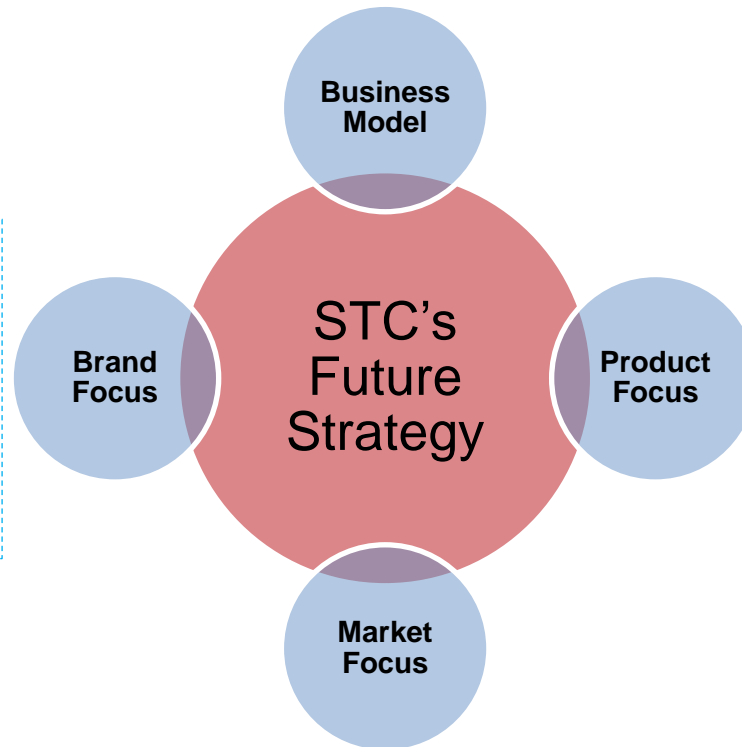 Business
Model
STC’s
Future
Strategy
Brand
Focus
Product
Focus
Market
Focus